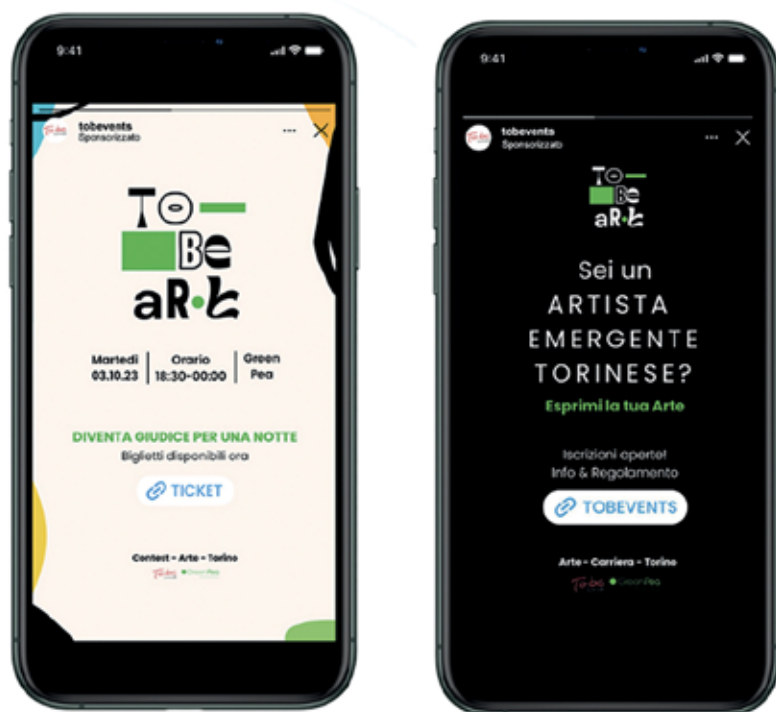 9:41
tobevents
Sponsorizzato
TO
Be
aR·t
Martedì
03.10.23
Orario
18:30-00:00
Green
Pea
DIVENTA GIUDICE PER UNA NOTTE
Biglietti disponibili ora
TICKET
Contest - Arte - Torino
GreenPea
9:41
tobevents
Sponsorizzato
TO
Be
aR·t
Sei un
ARTISTA
EMERGENTE
TORINESE?
Esprimi la tua Arte
Iscrizioni aperte!
Info & Regolamento
TOBEVENTS
Arte - Carriera - Torino
GreenPea